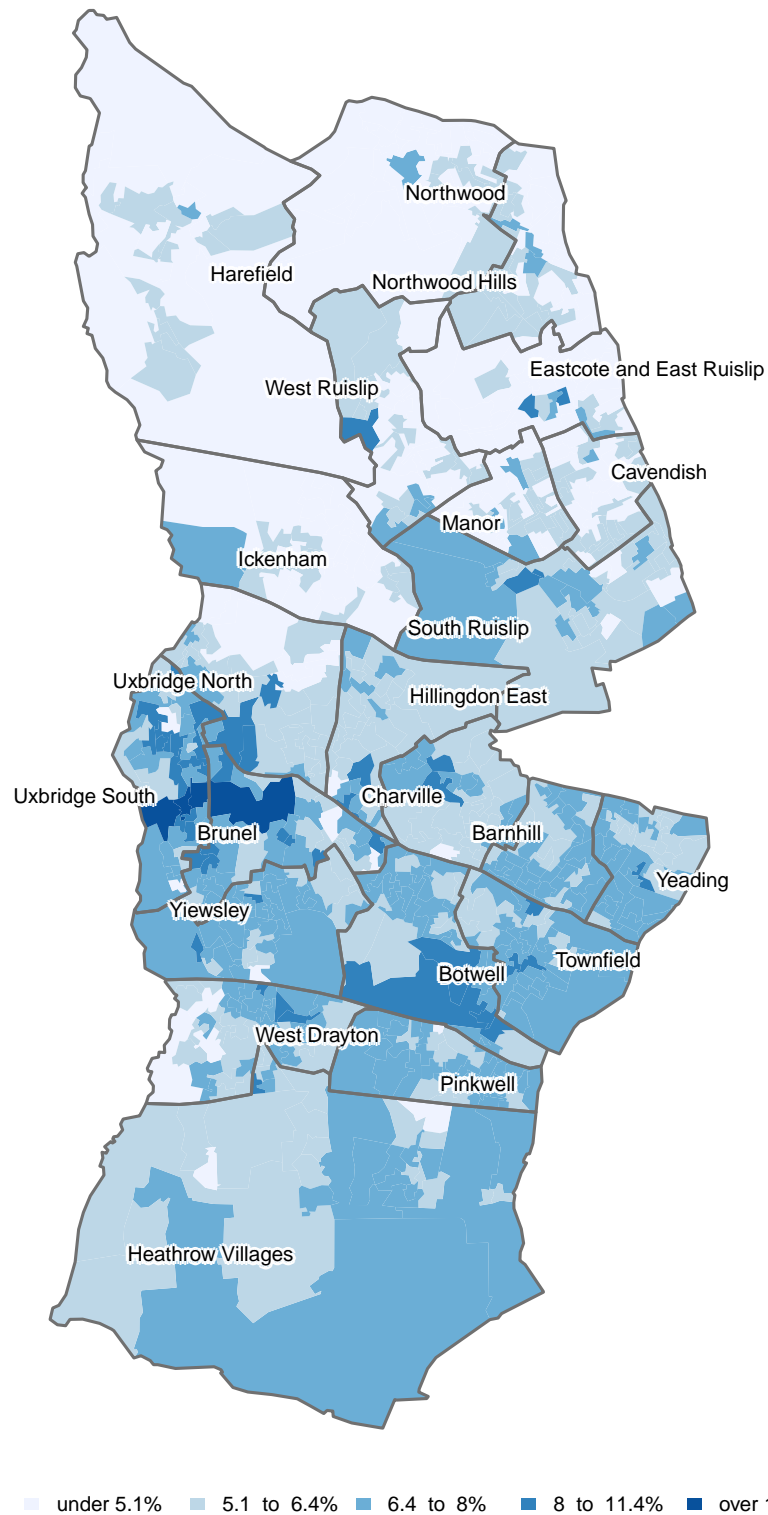 Northwood
Harefield
Northwood Hills
Eastcote and East Ruislip
West Ruislip
Cavendish
Manor
Ickenham
South Ruislip
Uxbridge North
Hillingdon East
Uxbridge South
Charville
Brunel
Barnhill
Yeading
Yiewsley
Townfield
Botwell
West Drayton
Pinkwell
Heathrow Villages
under 5.1% 5.1 to 6.4% 6.4 to 8% 8 to 11.4% over